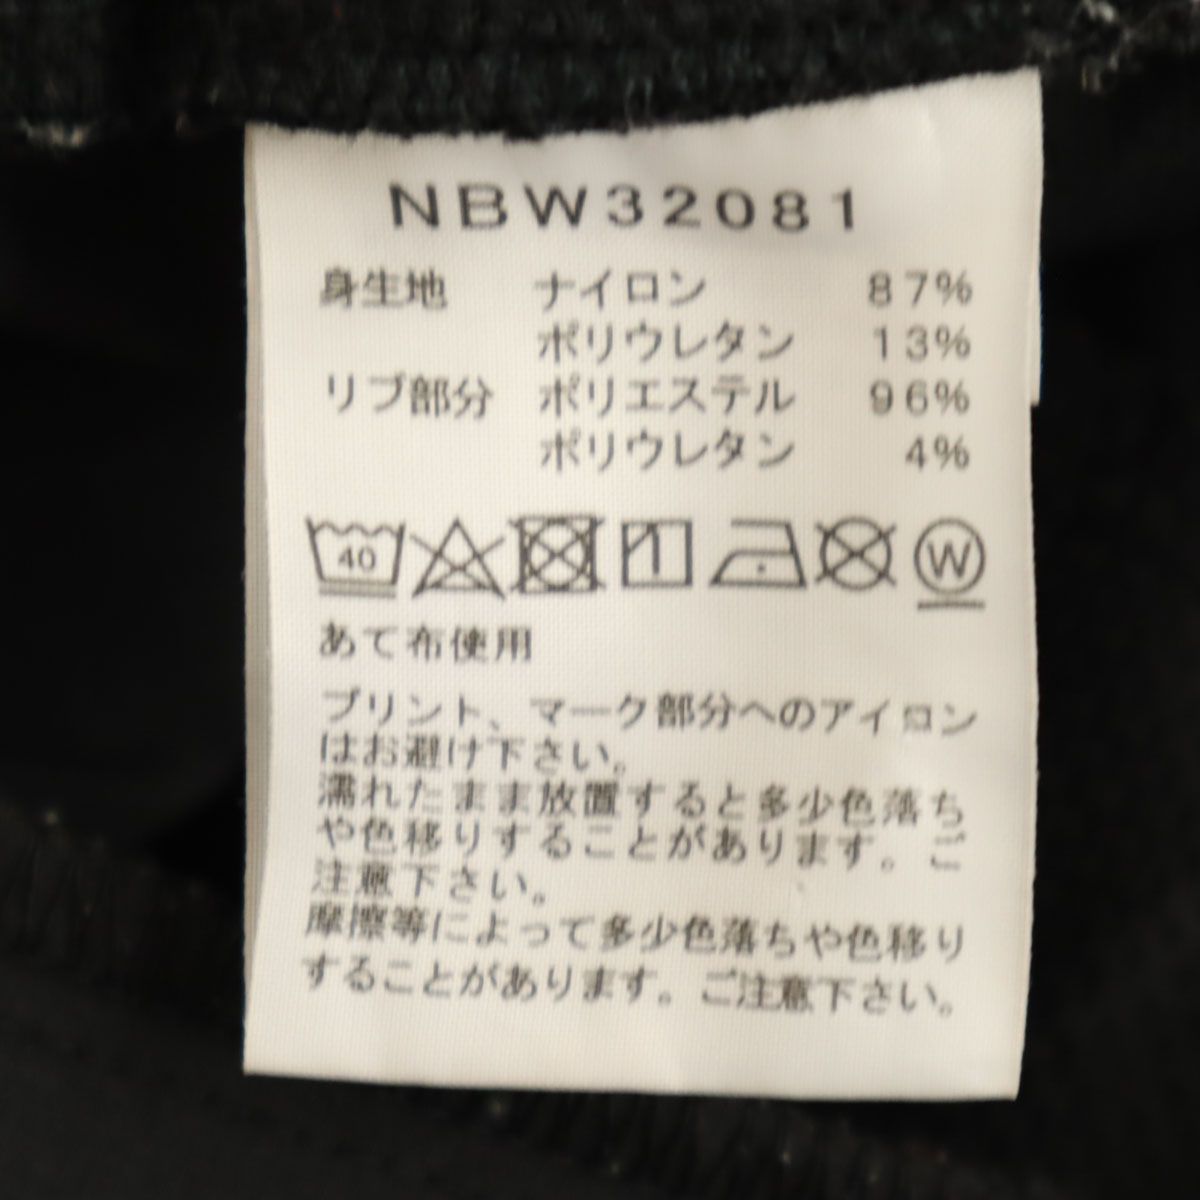 NBW32081
身生地 ナイロン 87%
ポリウレタン 13%
リブ部分 ポリエステル 96%
ポリウレタン 4%
40 W
あて布使用
プリント、マーク部分へのアイロン
はお避け下さい。
濡れたまま放置すると多少色落ち
や色移りすることがあります。ご
注意下さい。
摩擦等によって多少色落ちや色移り
することがあります。ご注意下さい。